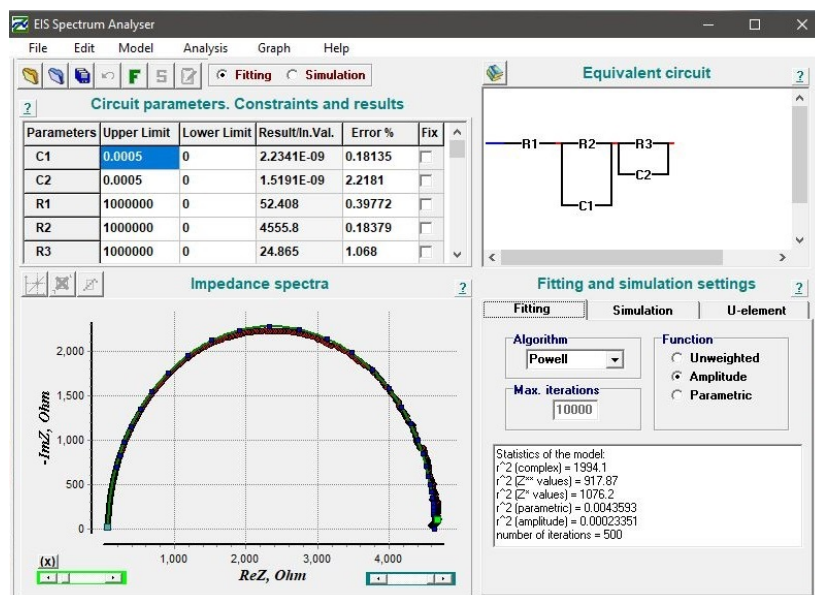 EIS Spectrum Analyser
File Edit Model Analysis Graph Help
F S Fitting Simulation
? Circuit parameters. Constraints and results
Parameters Upper Limit Lower Limit Result/In.Val. Error % Fix
C1 0.0005 0 2.2341E-09 0.18135
C2 0.0005 0 1.5191E-09 2.2181
R1 1000000 0 52.408 0.39772
R2 1000000 0 4555.8 0.18379
R3 1000000 0 24.865 1.068
Equivalent circuit ?
R1 R2 R3
C2
C1
Impedance spectra ?
-ImZ, Ohm
2,000
1,500
1,000
500
0
1,000 2,000 3,000 4,000
(x)
ReZ, Ohm
Fitting and simulation settings ?
Fitting Simulation U-element
Algorithm
Powell
Max. iterations
10000
Function
Unweighted
Amplitude
Parametric
Statistics of the model:
r^2 (complex) = 1994.1
r^2 (Z'' values) = 917.87
r^2 (Z' values) = 1076.2
r^2 (parametric) = 0.0043593
r^2 (amplitude) = 0.00023351
number of iterations = 500